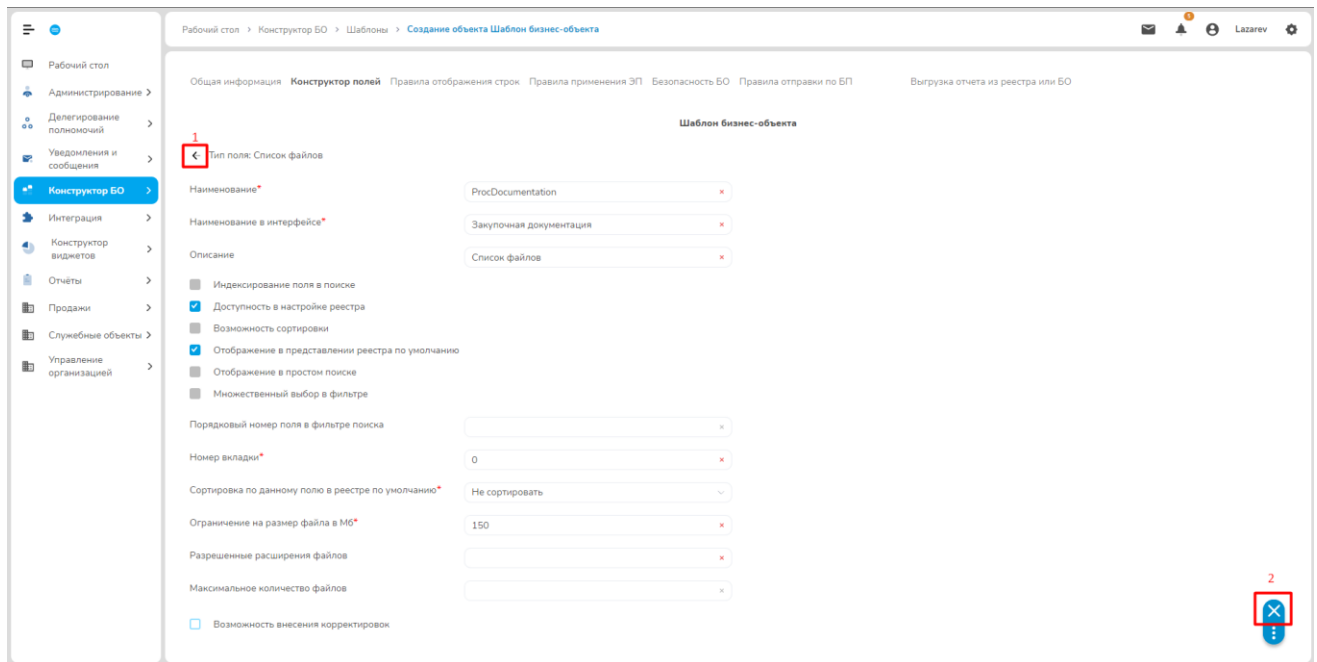 Рабочий стол > Конструктор БО > Шаблоны > Создание объекта Шаблон бизнес-объекта
1
Lazarev
Рабочий стол
Администрирование
Делегирование
полномочий
Уведомления и
сообщения
Конструктор БО
Интеграция
Конструктор
виджетов
Отчёты
Продажи
Служебные объекты
Управление
организацией
Общая информация Конструктор полей Правила отображения строк Правила применения ЭП Безопасность БО Правила отправки по БП Выгрузка отчета из реестра или БО
Шаблон бизнес-объекта
1
Тип поля: Список файлов
Наименование* ProcDocumentation
Наименование в интерфейсе* Закупочная документация
Описание Список файлов
Индексирование поля в поиске
Доступность в настройке реестра
Возможность сортировки
Отображение в представлении реестра по умолчанию
Отображение в простом поиске
Множественный выбор в фильтре
Порядковый номер поля в фильтре поиска
Номер вкладки* 0
Сортировка по данному полю в реестре по умолчанию* Не сортировать
Ограничение на размер файла в Мб* 150
Разрешенные расширения файлов
Максимальное количество файлов
2
Возможность внесения корректировок